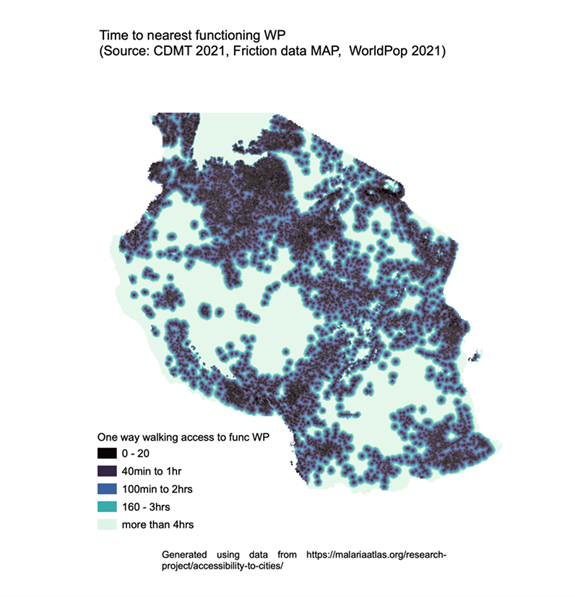 Time to nearest functioning WP
(Source: CDMT 2021, Friction data MAP, WorldPop 2021)
One way walking access to func WP
0 - 20
40min to 1hr
100min to 2hrs
160 - 3hrs
more than 4hrs
Generated using data from https://malariaatlas.org/research-
project/accessibility-to-cities/